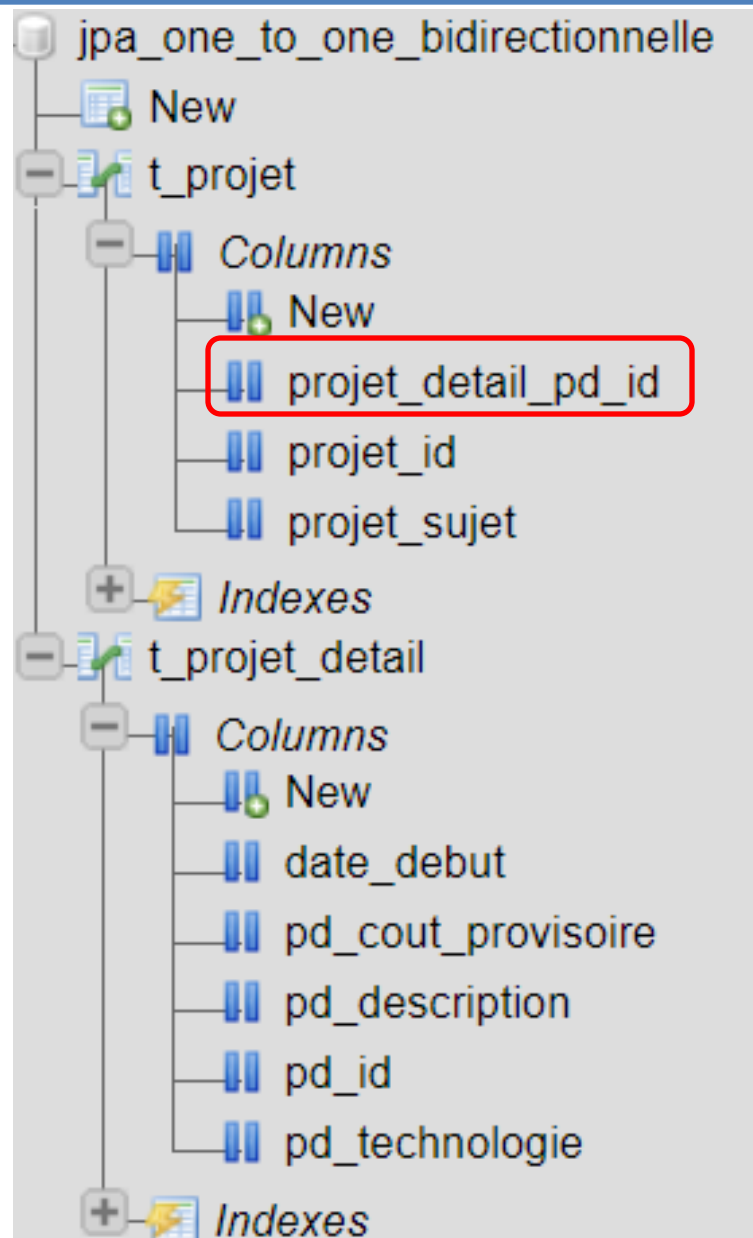 jpa_one_to_one_bidirectionnelle
New
t_projet
Columns
New
projet_detail_pd_id
projet_id
projet_sujet
Indexes
t_projet_detail
Columns
New
date_debut
pd_cout_provisoire
pd_description
pd_id
pd_technologie
Indexes